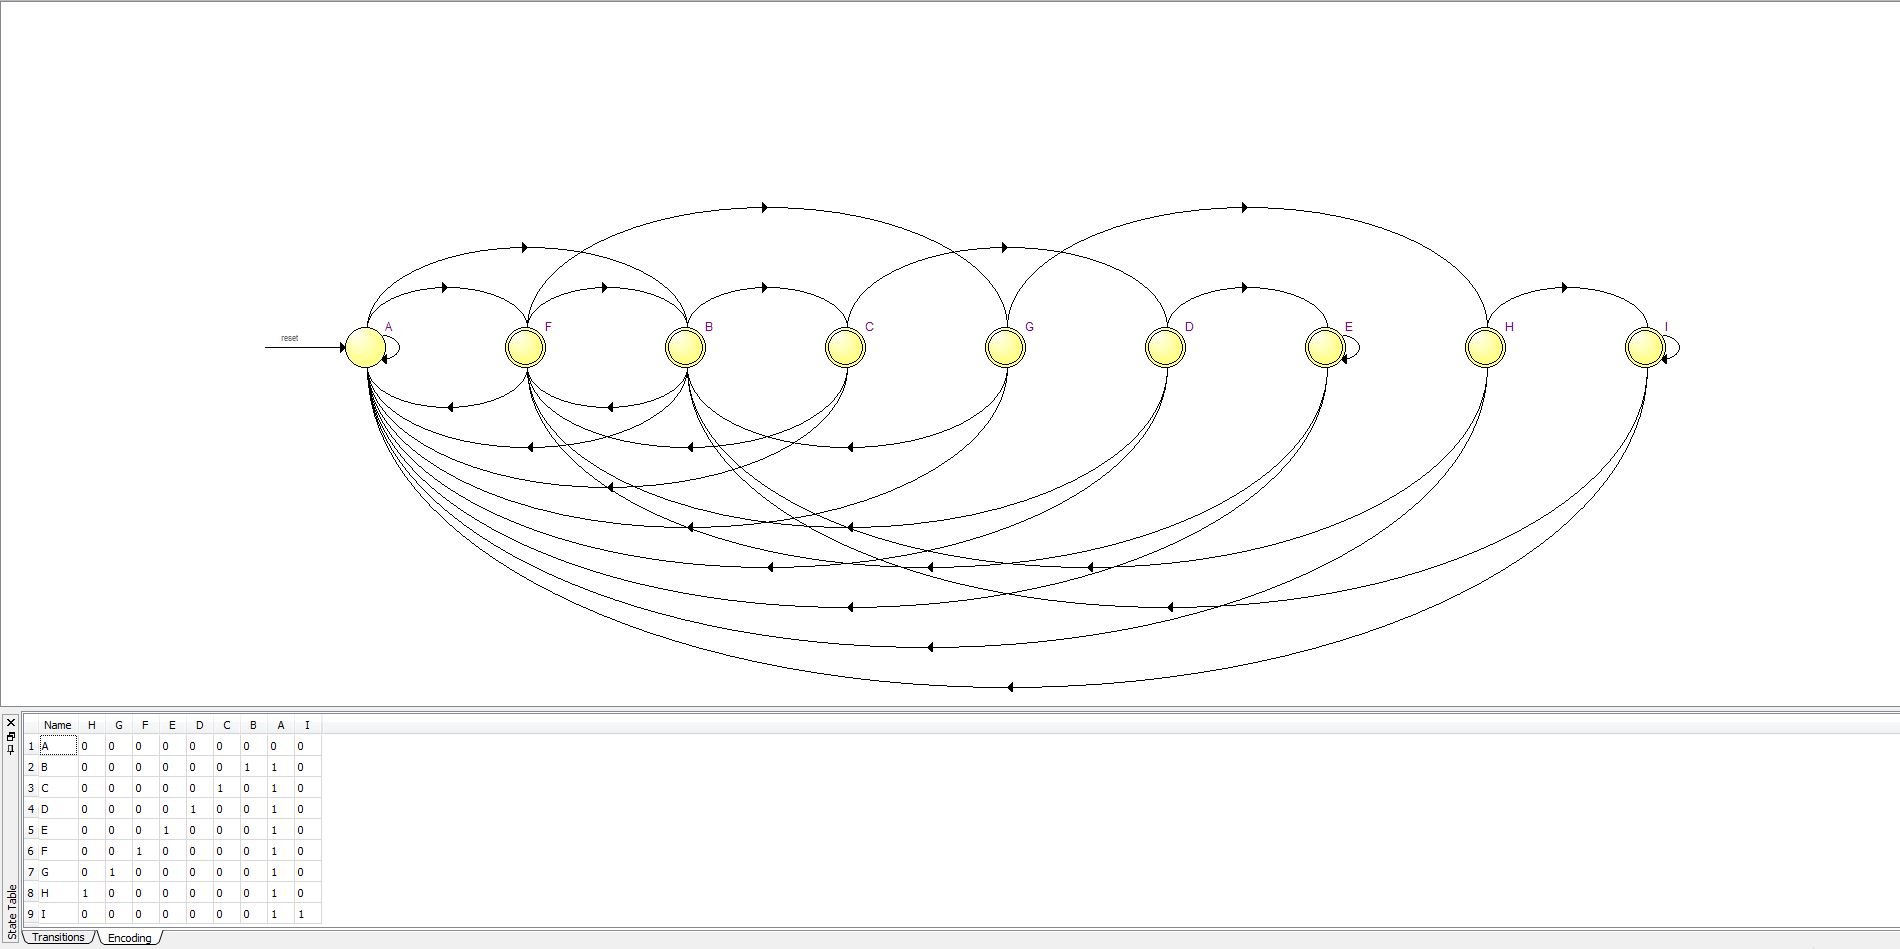 reset
A F B C G D E H I
Name H G F E D C B A I
1 A 0 0 0 0 0 0 0 0 0
2 B 0 0 0 0 0 0 1 1 0
3 C 0 0 0 0 0 1 0 1 0
4 D 0 0 0 0 1 0 0 1 0
5 E 0 0 0 1 0 0 0 1 0
6 F 0 0 1 0 0 0 0 1 0
7 G 0 1 0 0 0 0 0 1 0
8 H 1 0 0 0 0 0 0 1 0
9 I 0 0 0 0 0 0 0 1 1
State Table
Transitions Encoding